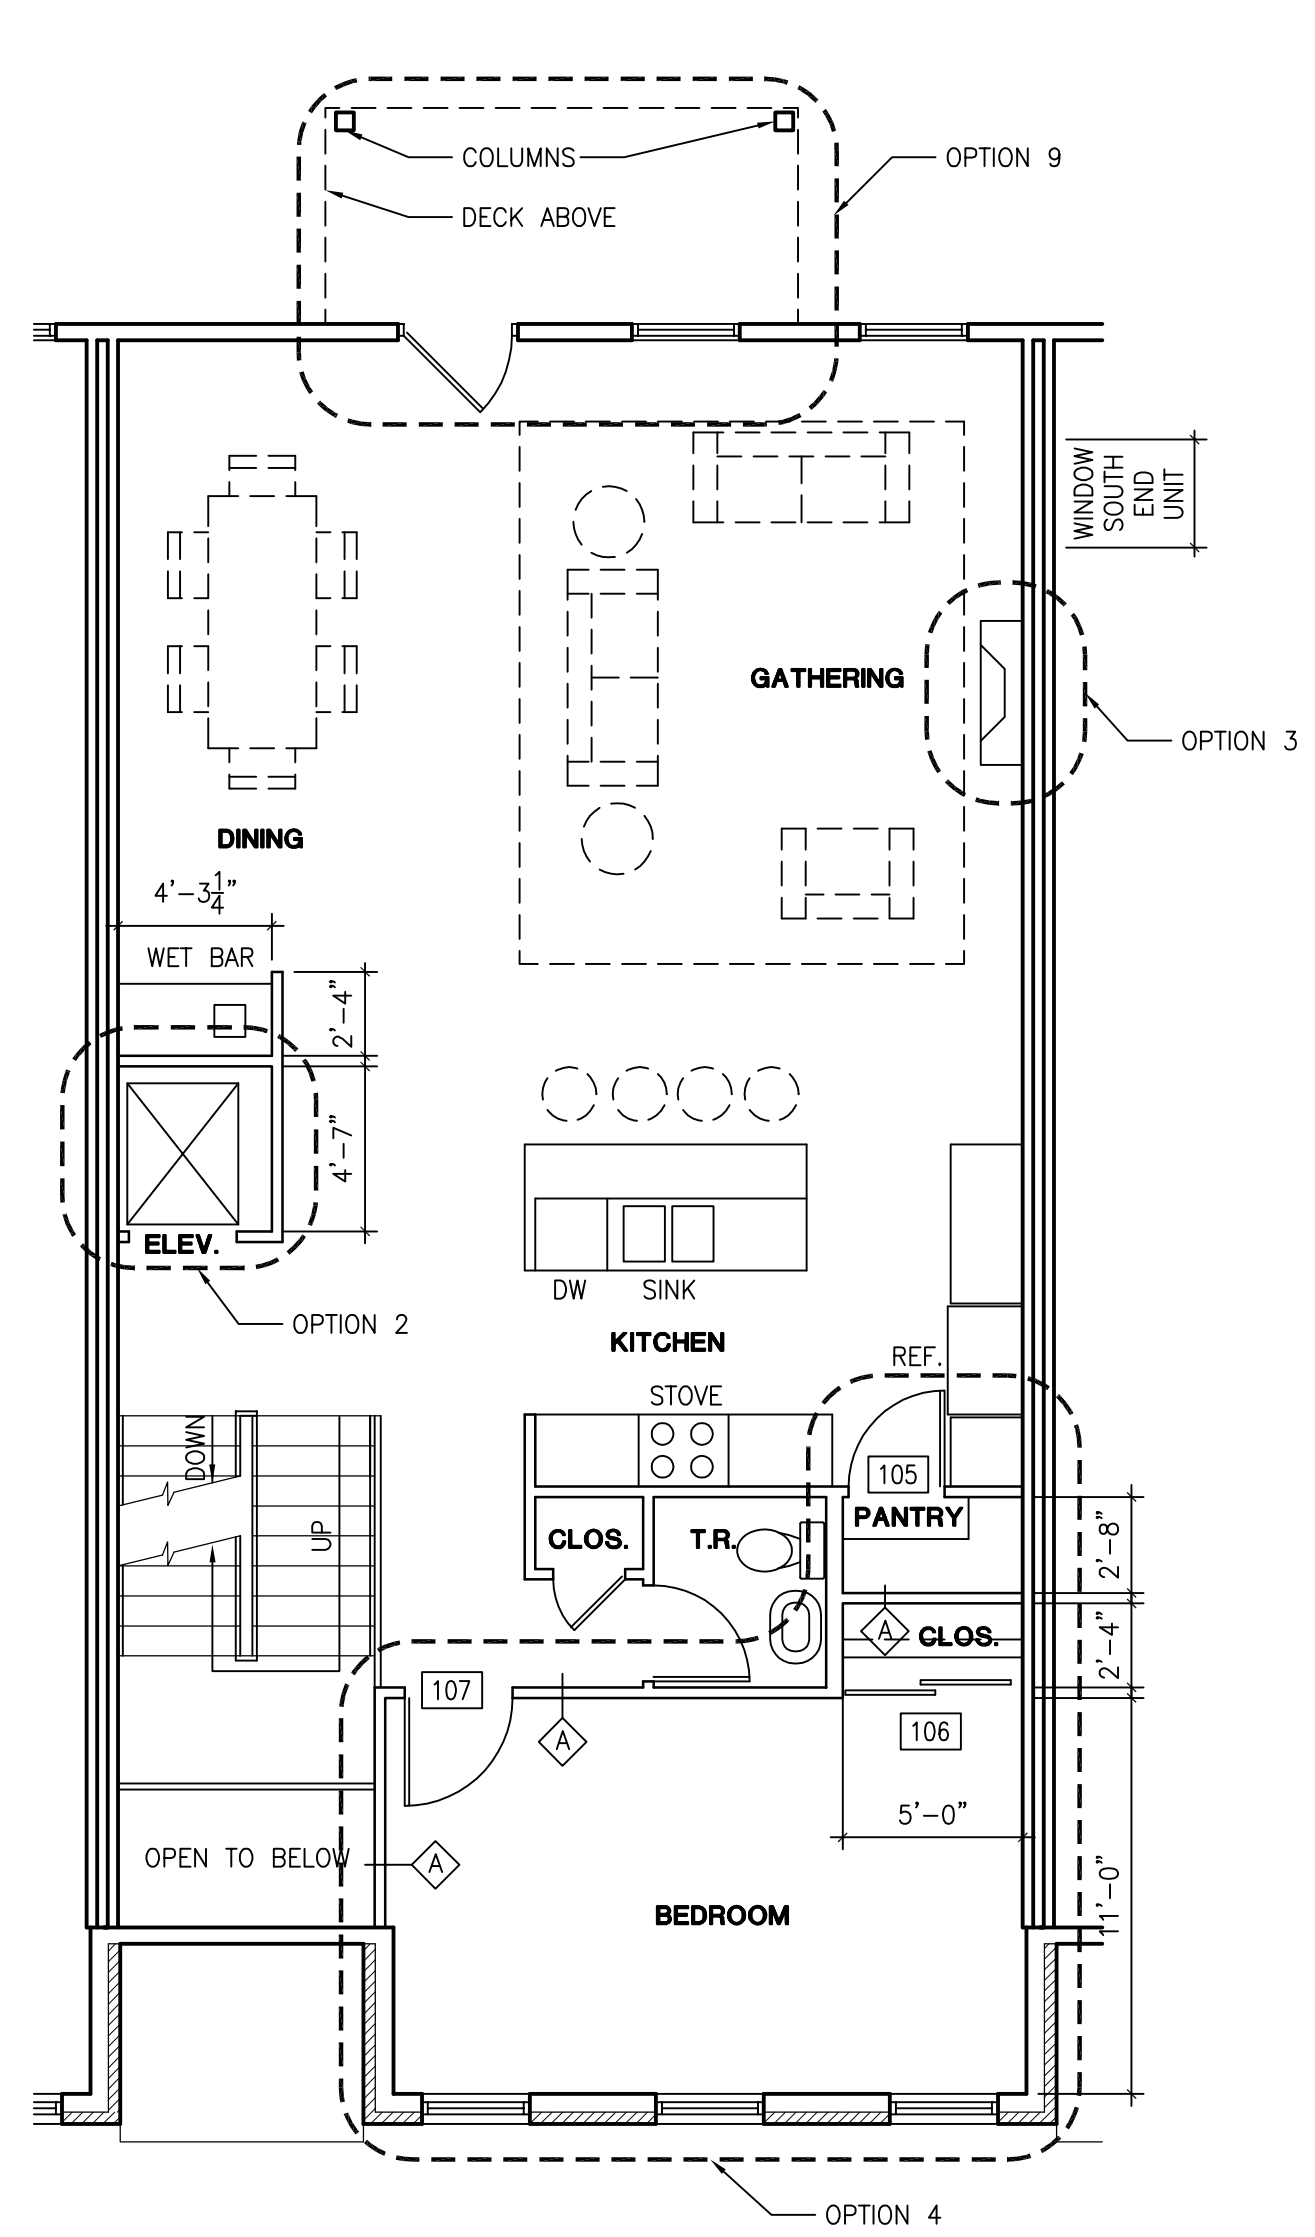 COLUMNS
OPTION 9
DECK ABOVE
WINDOW
SOUTH
END
UNIT
GATHERING
OPTION 3
DINING
4'-3 1/4"
WET BAR
2'-4"
4'-7"
ELEV.
DW
SINK
OPTION 2
KITCHEN
REF.
STOVE
DOWN
105
PANTRY
UP
CLOS.
T.R.
2'-8"
A
CLOS.
2'-4"
107
106
A
5'-0"
OPEN TO BELOW
A
11'-0"
BEDROOM
OPTION 4